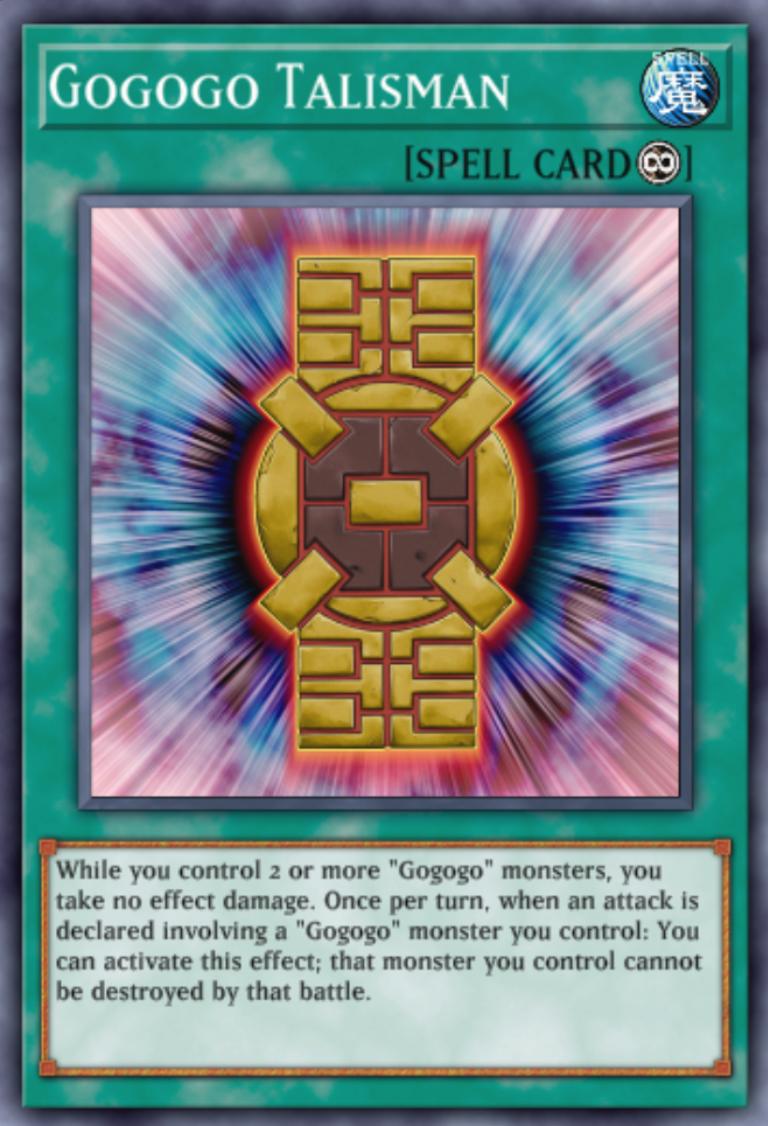 Gogogo Talisman
SPELL
魔
[SPELL CARD]
While you control 2 or more "Gogogo" monsters, you
take no effect damage. Once per turn, when an attack is
declared involving a "Gogogo" monster you control: You
can activate this effect; that monster you control cannot
be destroyed by that battle.